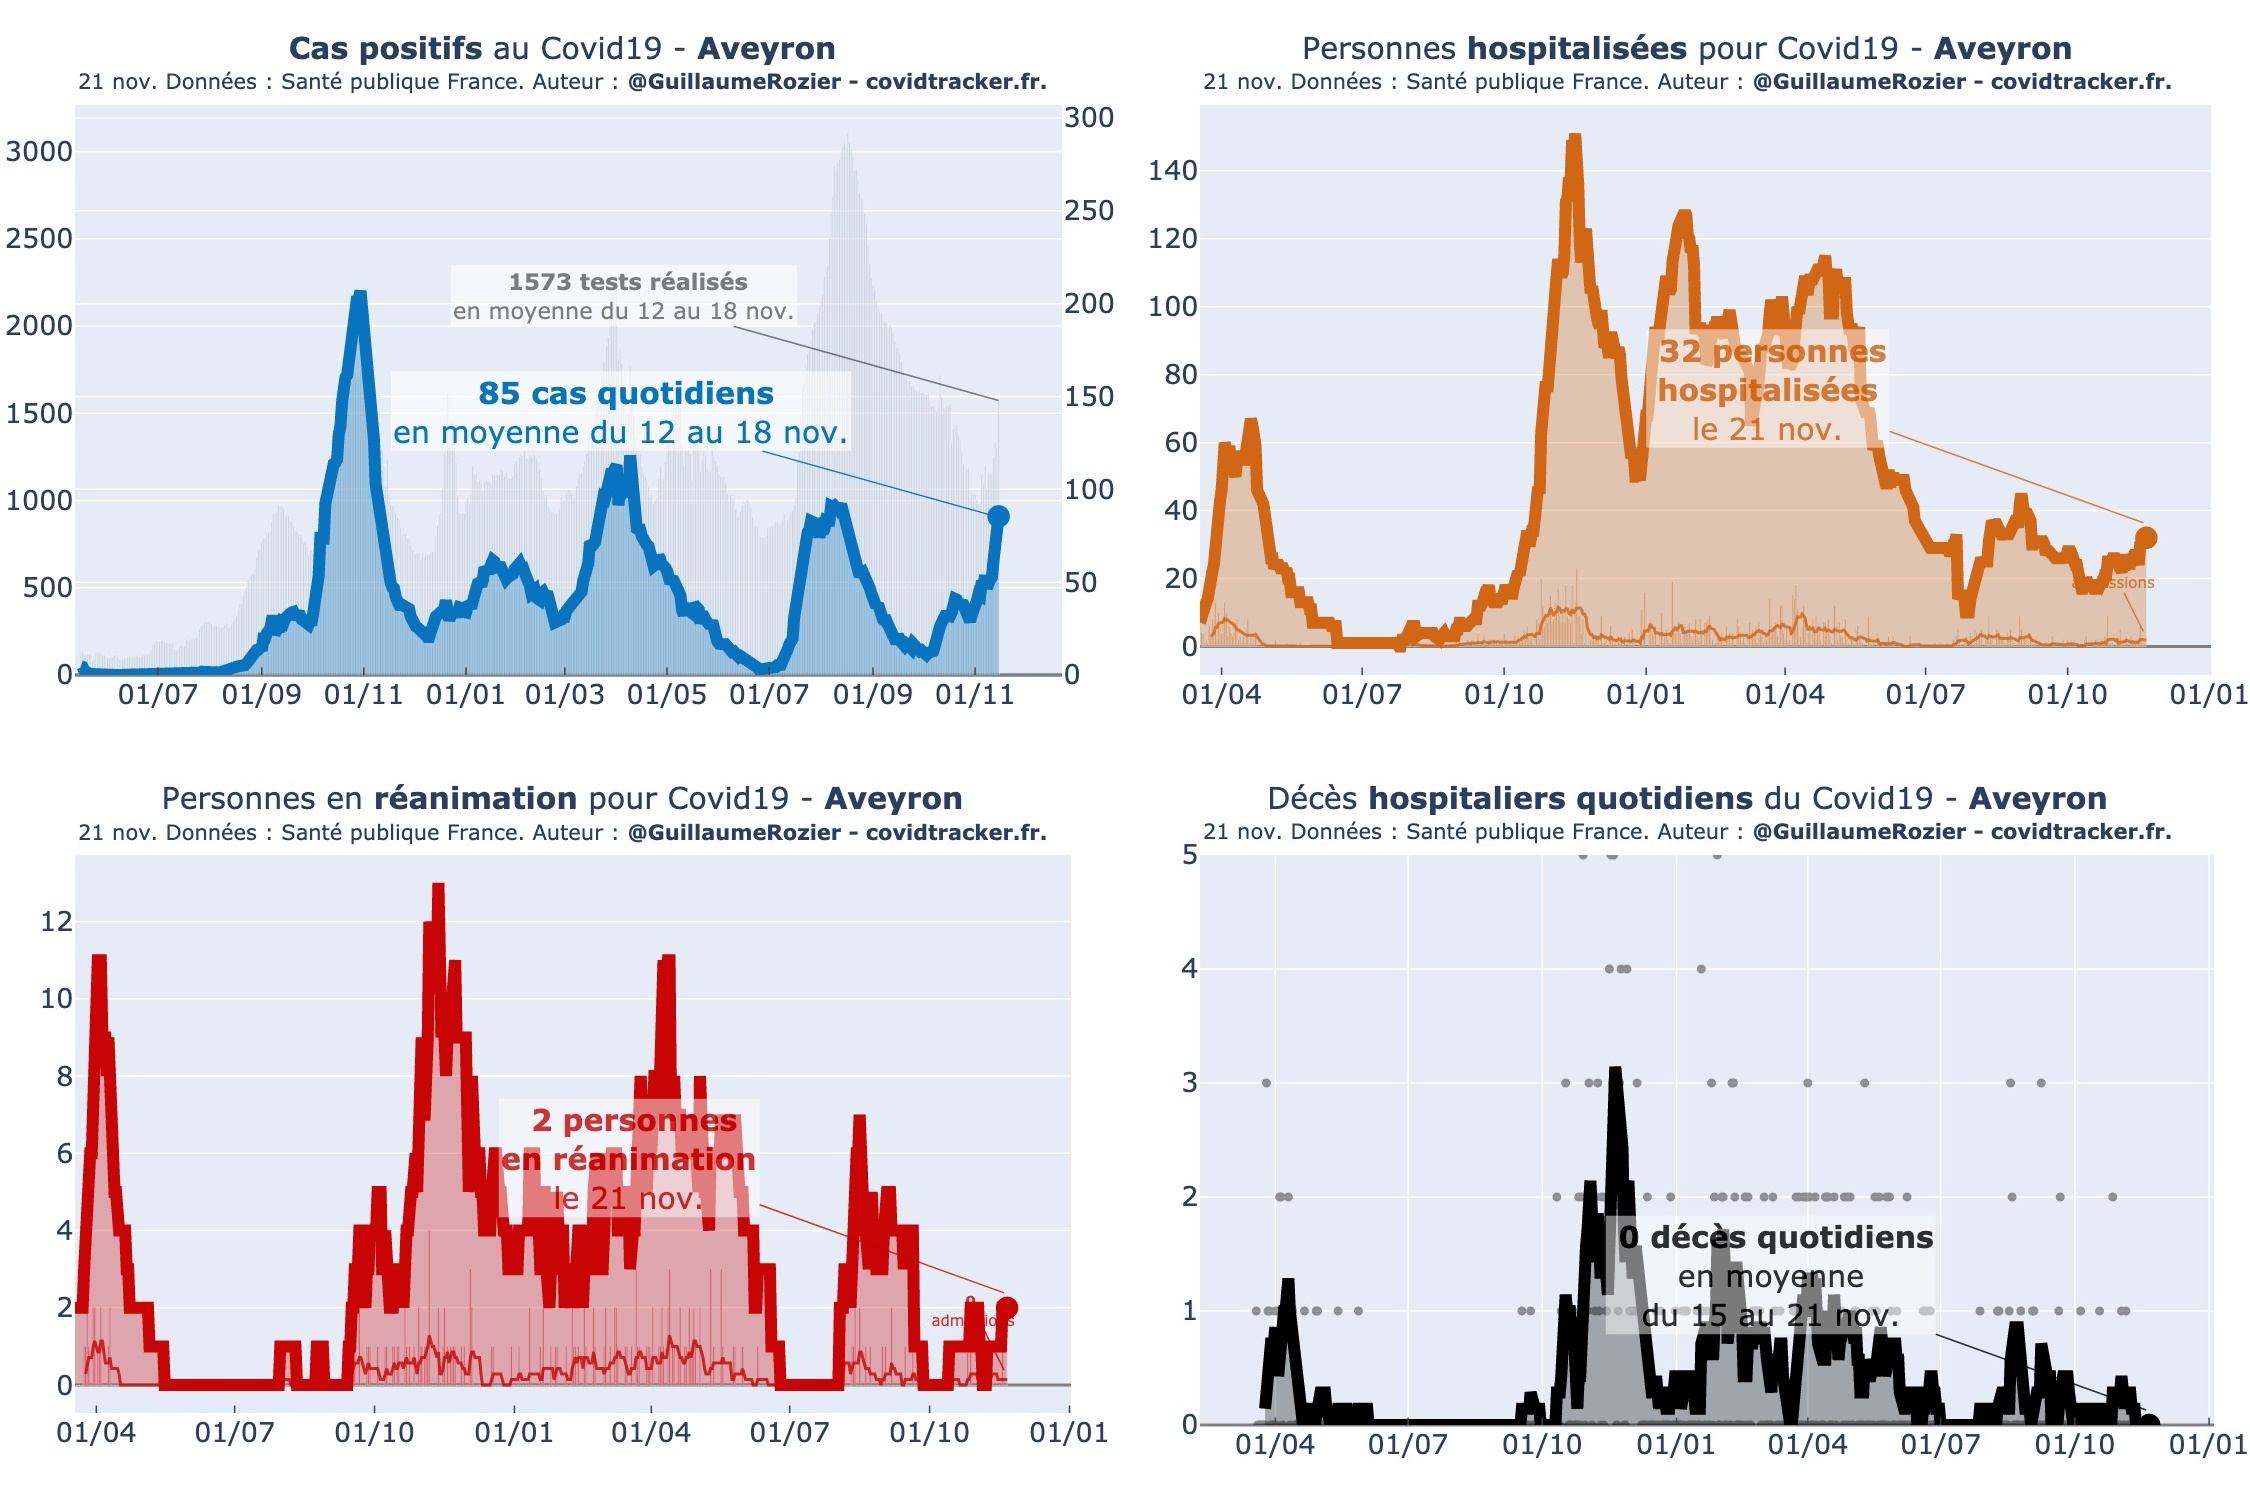 Cas positifs au Covid19 - Aveyron
21 nov. Données : Santé publique France. Auteur : @GuillaumeRozier - covidtracker.fr.
3000
2500
2000
1500
1000
500
0
300
250
200
150
100
50
0
1573 tests réalisés
en moyenne du 12 au 18 nov.
85 cas quotidiens
en moyenne du 12 au 18 nov.
01/07 01/09 01/11 01/01 01/03 01/05 01/07 01/09 01/11
Personnes hospitalisées pour Covid19 - Aveyron
21 nov. Données : Santé publique France. Auteur : @GuillaumeRozier - covidtracker.fr.
140
120
100
80
60
40
20
0
32 personnes
hospitalisées
le 21 nov.
01/04 01/07 01/10 01/01 01/04 01/07 01/10 01/01
Personnes en réanimation pour Covid19 - Aveyron
21 nov. Données : Santé publique France. Auteur : @GuillaumeRozier - covidtracker.fr.
12
10
8
6
4
2
0
2 personnes
en réanimation
le 21 nov.
admissions
01/04 01/07 01/10 01/01 01/04 01/07 01/10 01/01
Décès hospitaliers quotidiens du Covid19 - Aveyron
21 nov. Données : Santé publique France. Auteur : @GuillaumeRozier - covidtracker.fr.
5
4
3
2
1
0
0 décès quotidiens
en moyenne
du 15 au 21 nov.
01/04 01/07 01/10 01/01 01/04 01/07 01/10 01/01